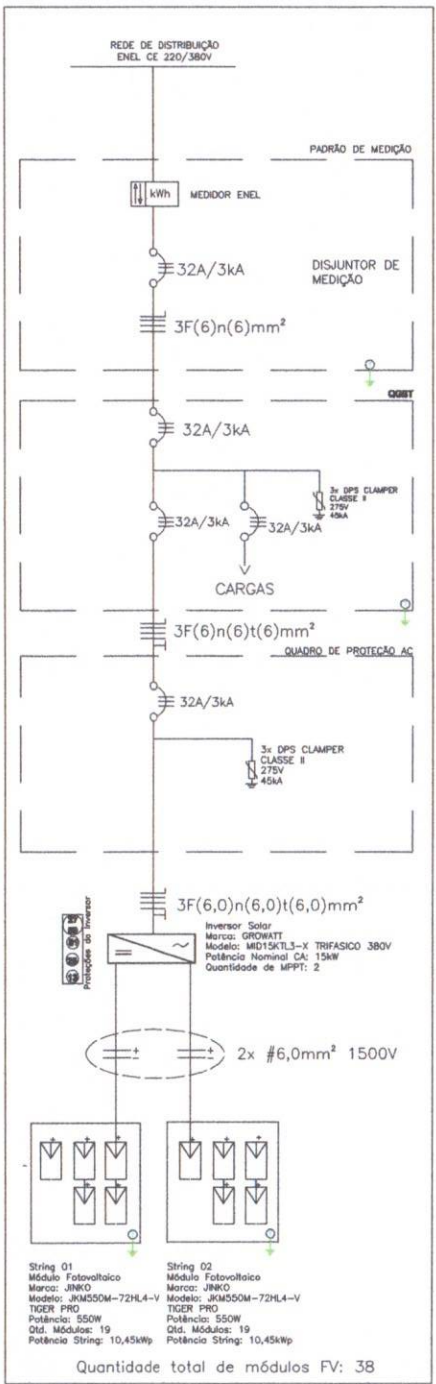 REDE DE DISTRIBUIÇÃO
ENEL CE 220/380V
PADRÃO DE MEDIÇÃO
kWh
MEDIDOR ENEL
32A/3kA
DISJUNTOR DE
MEDIÇÃO
3F(6)n(6)mm²
QGBT
32A/3kA
3x DPS CLAMPER
CLASSE II
275V
45kA
32A/3kA
32A/3kA
CARGAS
3F(6)n(6)t(6)mm²
QUADRO DE PROTEÇÃO AC
32A/3kA
3x DPS CLAMPER
CLASSE II
275V
45kA
3F(6,0)n(6,0)t(6,0)mm²
Proteções do Inversor
Inversor Solar
Marca: GROWATT
Modelo: MID15KTL3-X TRIFASICO 380V
Potência Nominal CA: 15kW
Quantidade de MPPT: 2
2x #6,0mm² 1500V
String 01
Módulo Fotovoltaico
Marca: JINKO
Modelo: JKM550M-72HL4-V
TIGER PRO
Potência: 550W
Qtd. Módulos: 19
Potência String: 10,45kWp
String 02
Módulo Fotovoltaico
Marca: JINKO
Modelo: JKM550M-72HL4-V
TIGER PRO
Potência: 550W
Qtd. Módulos: 19
Potência String: 10,45kWp
Quantidade total de módulos FV: 38